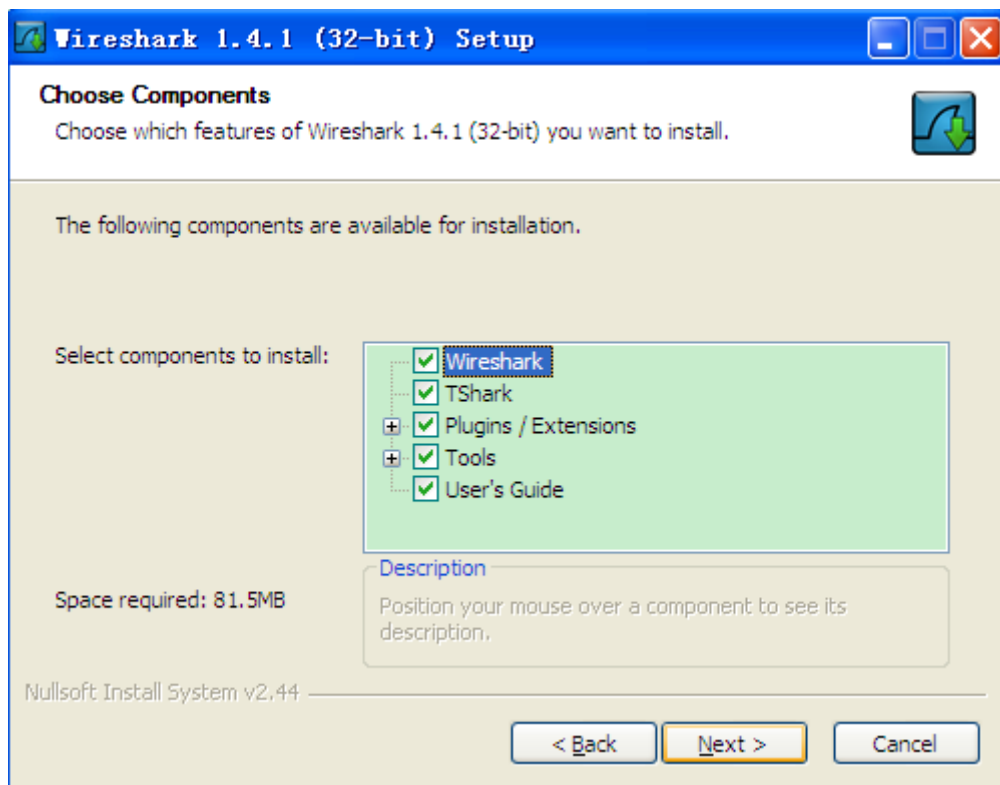 Wireshark 1.4.1 (32-bit) Setup
Choose Components
Choose which features of Wireshark 1.4.1 (32-bit) you want to install.
The following components are available for installation.
Select components to install:
Wireshark
TShark
Plugins / Extensions
Tools
User's Guide
Space required: 81.5MB
Description
Position your mouse over a component to see its
description.
Nullsoft Install System v2.44
< Back
Next >
Cancel